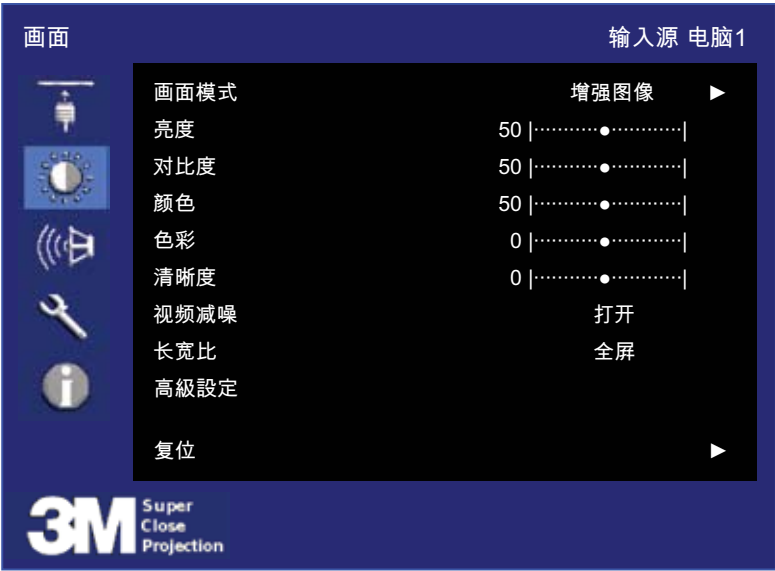 画面 输入源 电脑1
画面模式 增强图像 ►
亮度 50
对比度 50
颜色 50
色彩 0
清晰度 0
视频减噪 打开
长宽比 全屏
高級設定
复位 ►
3M Super
Close
Projection